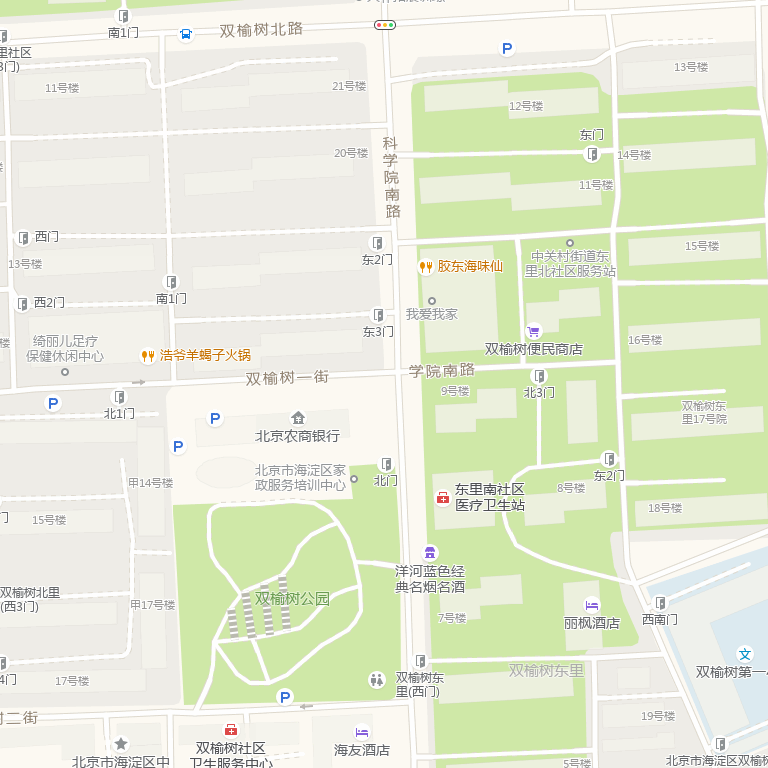 双榆树北路
南1门
里社区
3门)
P
11号楼
21号楼
12号楼
13号楼
科学院南路
20号楼
东门
14号楼
11号楼
西门
东2门
13号楼
中关村街道东
里北社区服务站
15号楼
胶东海味仙
南1门
西2门
我爱我家
东3门
绮丽儿足疗
保健休闲中心
浩爷羊蝎子火锅
双榆树便民商店
16号楼
双榆树一街
学院南路
9号楼
北3门
P
北1门
P
双榆树东
里17号院
北京农商银行
P
北京市海淀区家
政服务培训中心
北门
东2门
甲14号楼
东里南社区
医疗卫生站
8号楼
18号楼
15号楼
门
洋河蓝色经
典名烟名酒
双榆树北里
(西3门)
甲17号楼
双榆树公园
7号楼
丽枫酒店
西南门
文
双榆树第一
4门
17号楼
双榆树东
里(西门)
双榆树东里
P
树二街
19号楼
北京市海淀区中
双榆树社区
卫生服务中心
海友酒店
5号楼
北京市海淀区双榆树